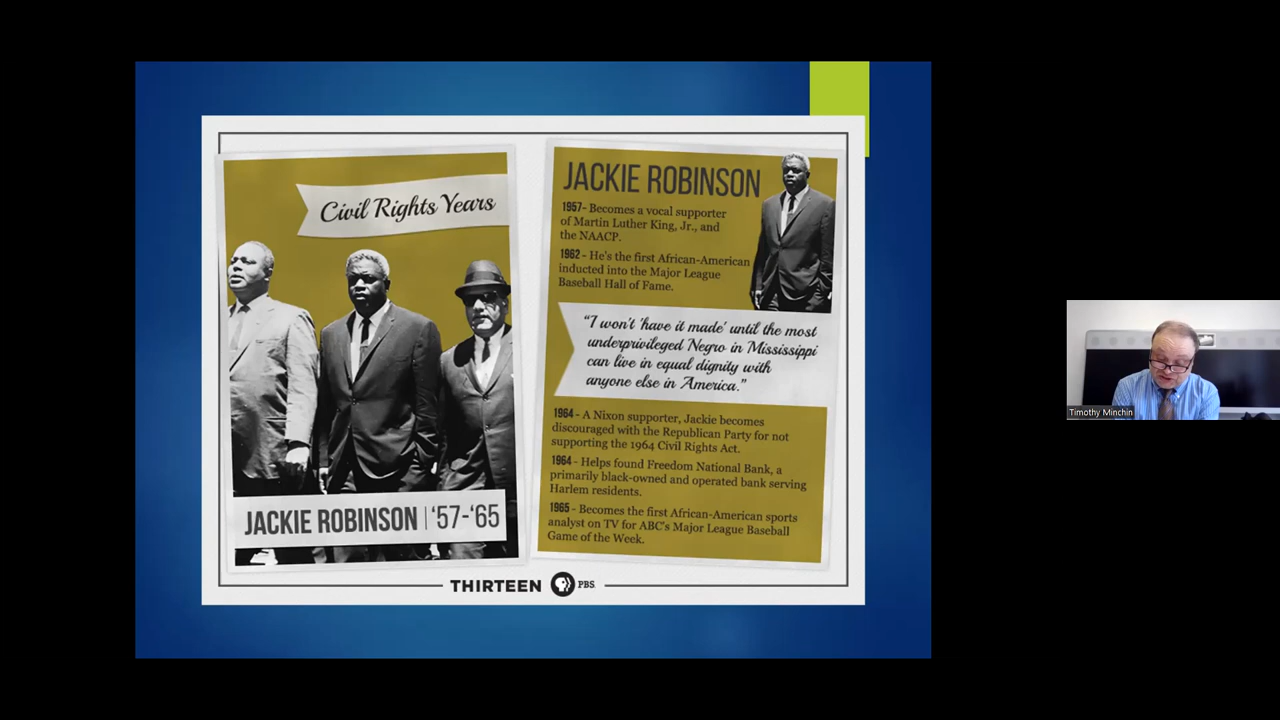 Civil Rights Years
JACKIE ROBINSON | '57-'65
JACKIE ROBINSON
1957- Becomes a vocal supporter
of Martin Luther King, Jr., and
the NAACP.
1962 - He's the first African-American
inducted into the Major League
Baseball Hall of Fame.
"I won't 'have it made' until the most
underprivileged Negro in Mississippi
can live in equal dignity with
anyone else in America."
1964 - A Nixon supporter, Jackie becomes
discouraged with the Republican Party for not
supporting the 1964 Civil Rights Act.
1964 - Helps found Freedom National Bank, a
primarily black-owned and operated bank serving
Harlem residents.
1965 - Becomes the first African-American sports
analyst on TV for ABC's Major League Baseball
Game of the Week.
THIRTEEN PBS.
Timothy Minchin